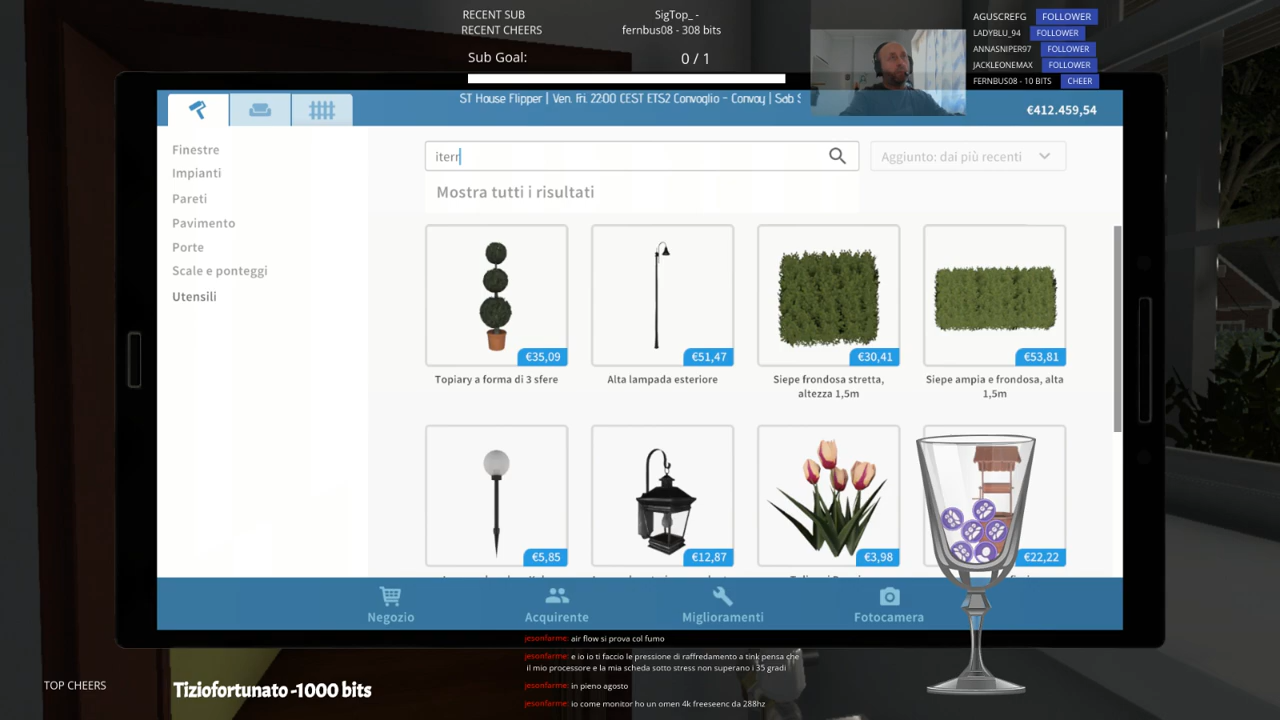 RECENT SUB
SigTop_ -
RECENT CHEERS
fernbus08 - 308 bits
Sub Goal:
0 / 1
AGUSCREFG FOLLOWER
LADYBLU_94 FOLLOWER
ANNASNIPER97 FOLLOWER
JACKLEONEMAX FOLLOWER
FERNBUS08 - 10 BITS CHEER
ST House Flipper | Ven. Fri. 22:00 CEST ETS2 Convoglio - Convoy | Sab S
€412.459,54
Finestre
Impianti
Pareti
Pavimento
Porte
Scale e ponteggi
Utensili
iterr
Aggiunto: dai più recenti
Mostra tutti i risultati
€35,09
€51,47
€30,41
€53,81
Topiary a forma di 3 sfere
Alta lampada esteriore
Siepe frondosa stretta,
altezza 1,5m
Siepe ampia e frondosa, alta
1,5m
€5,85
€12,87
€3,98
€22,22
Negozio
Acquirente
Miglioramenti
Fotocamera
jesonfarme: air flow si prova col fumo
jesonfarme: e io io ti faccio le pressione di raffredamento a tink pensa che
il mio processore e la mia scheda sotto stress non superano i 35 gradi
jesonfarme: in pieno agosto
jesonfarme: io come monitor ho un omen 4k freeseenc da 288hz
TOP CHEERS
Tiziofortunato -1000 bits